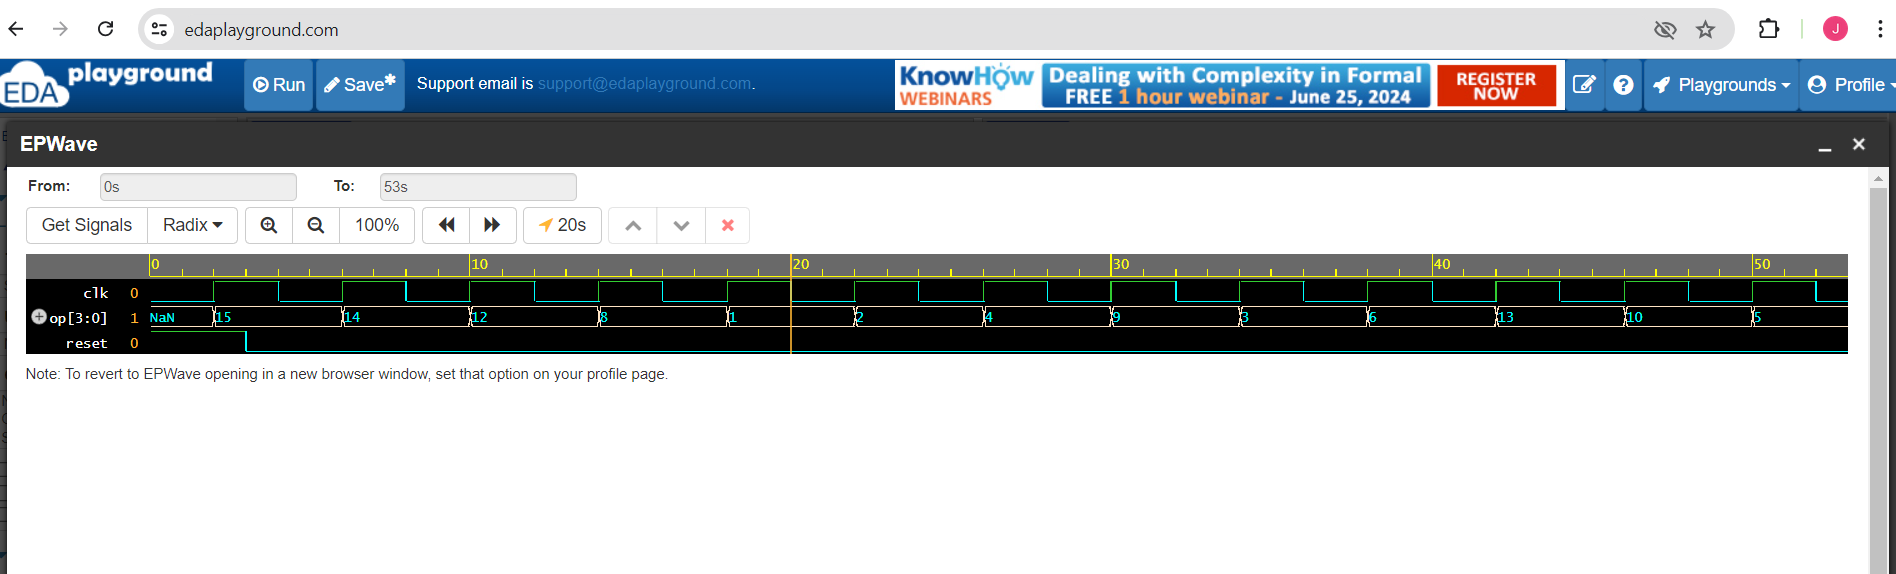 edaplayground.com
J
EDA playground
Run
Save*
Support email is support@edaplayground.com.
KnowHow WEBINARS
Dealing with Complexity in Formal
FREE 1 hour webinar - June 25, 2024
REGISTER NOW
Playgrounds
Profile
EPWave
From: 0s To: 53s
Get Signals Radix 100% 20s
0 10 20 30 40 50
clk 0
op[3:0] 1 NaN 15 14 12 8 1 2 4 9 3 6 13 10 5
reset 0
Note: To revert to EPWave opening in a new browser window, set that option on your profile page.